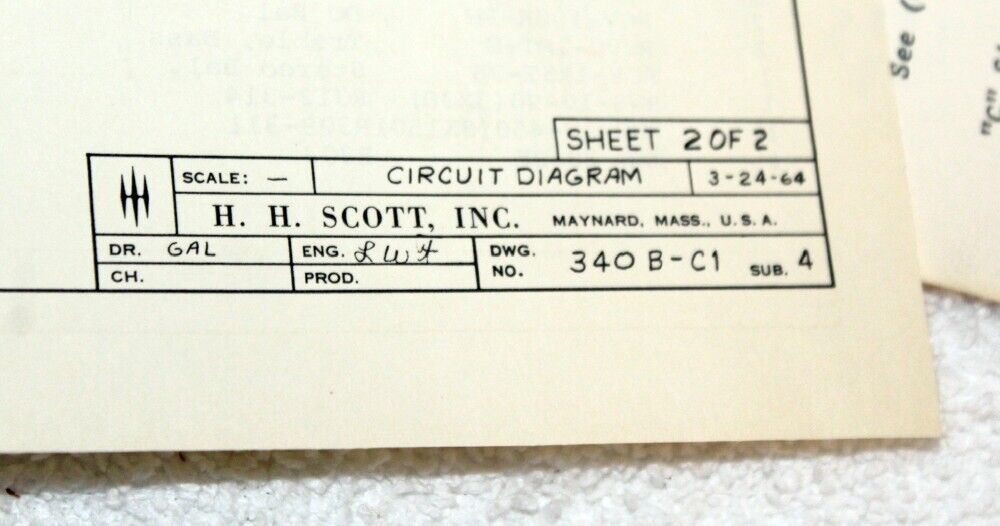 See (
"C"
SHEET 2 OF 2
SCALE: — CIRCUIT DIAGRAM 3-24-64
H. H. SCOTT, INC. MAYNARD, MASS., U.S.A.
DR. GAL ENG. DWG. NO. 340 B-C1 SUB. 4
CH. PROD.